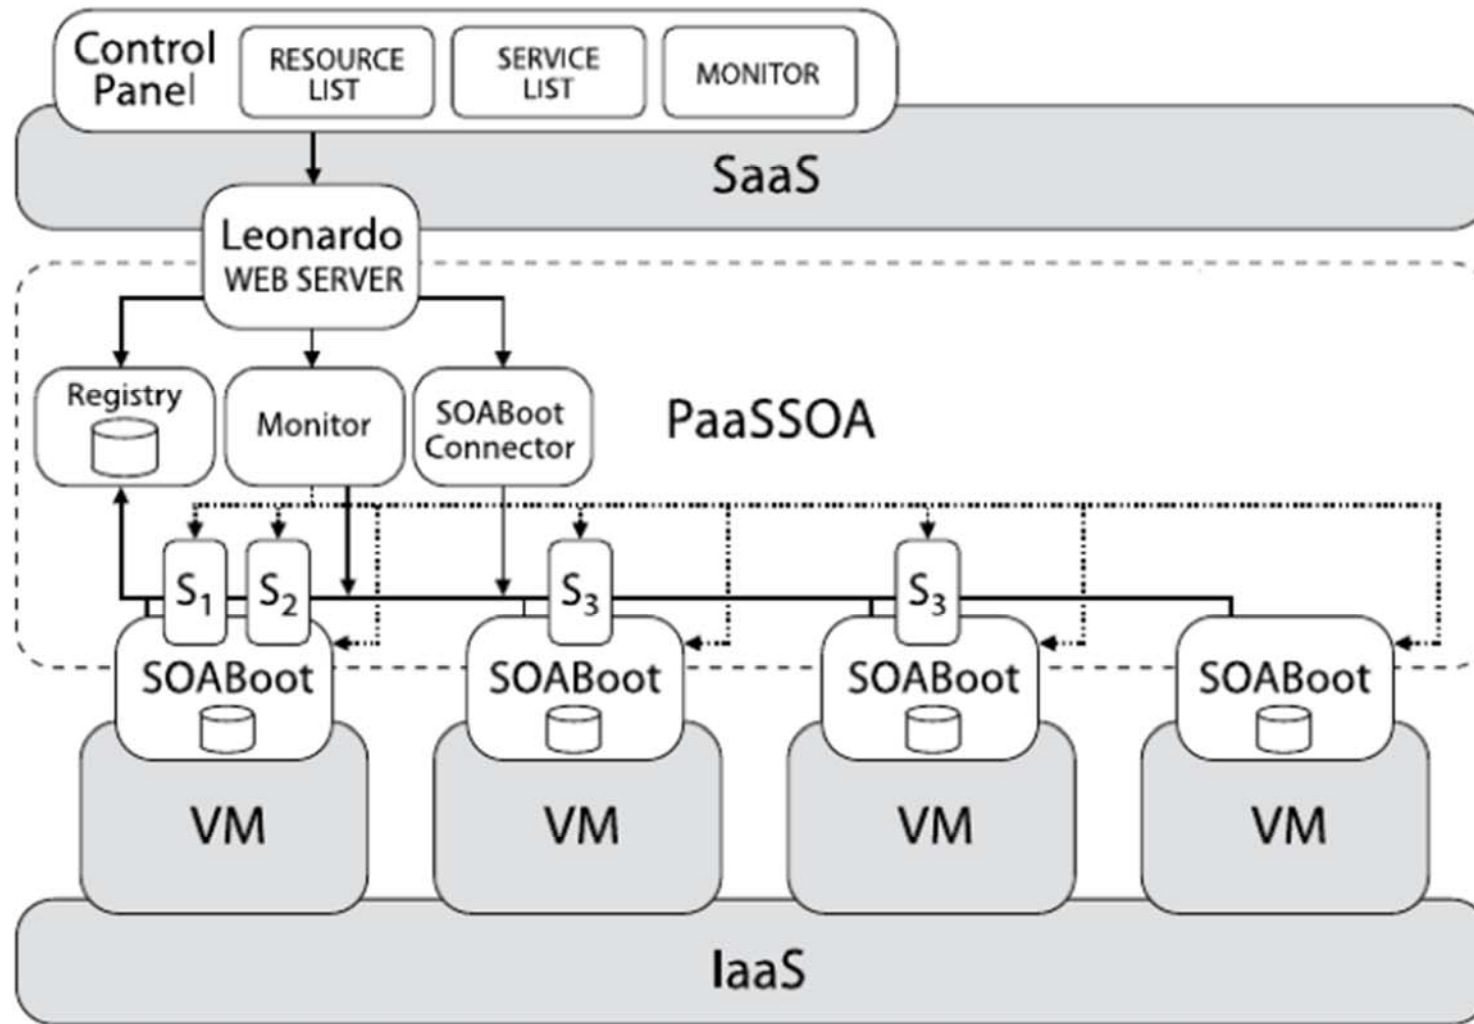 Control
Panel
RESOURCE
LIST
SERVICE
LIST
MONITOR
SaaS
Leonardo
WEB SERVER
Registry
Monitor
SOABoot
Connector
PaaSSOA
S1
S2
S3
S3
SOABoot
SOABoot
SOABoot
SOABoot
VM
VM
VM
VM
IaaS